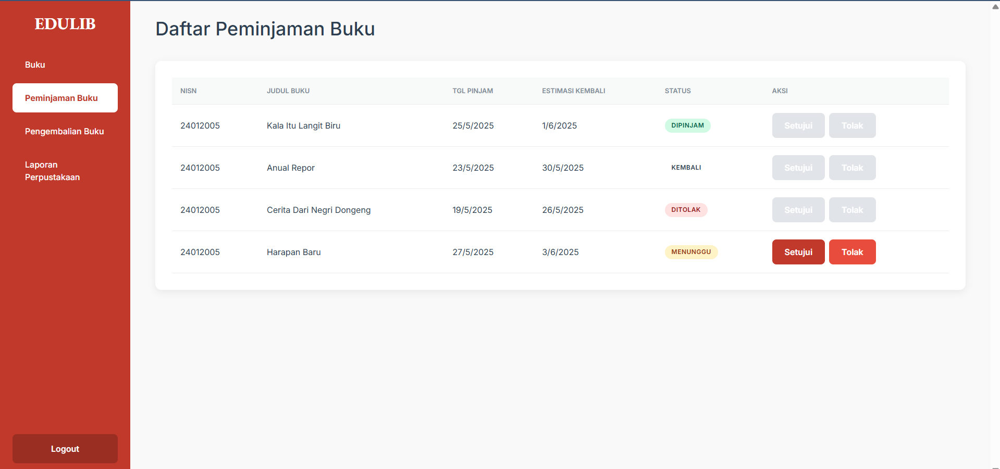 EDULIB
Buku
Peminjaman Buku
Pengembalian Buku
Laporan
Perpustakaan
Logout
Daftar Peminjaman Buku
NISN JUDUL BUKU TGL PINJAM ESTIMASI KEMBALI STATUS AKSI
24012005 Kala Itu Langit Biru 25/5/2025 1/6/2025 DIPINJAM Setujui Tolak
24012005 Anual Repor 23/5/2025 30/5/2025 KEMBALI Setujui Tolak
24012005 Cerita Dari Negri Dongeng 19/5/2025 26/5/2025 DITOLAK Setujui Tolak
24012005 Harapan Baru 27/5/2025 3/6/2025 MENUNGGU Setujui Tolak